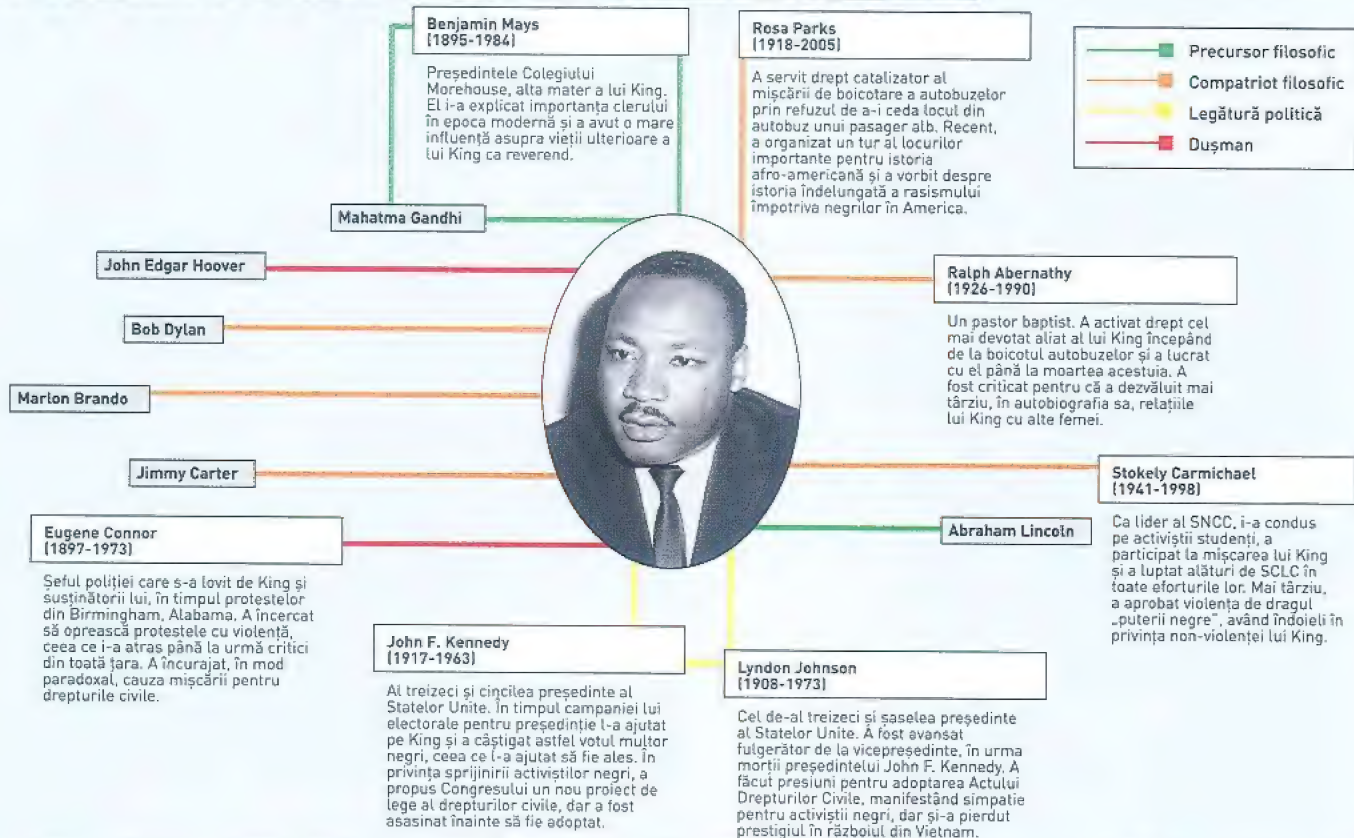 Benjamin Mays
(1895-1984)
Președintele Colegiului
Morehouse, alta mater a lui King.
El i-a explicat importanța clerului
în epoca modernă și a avut o mare
influență asupra vieții ulterioare a
lui King ca reverend.
Rosa Parks
(1918-2005)
A servit drept catalizator al
mișcării de boicotare a autobuzelor
prin refuzul de a-i ceda locul din
autobuz unui pasager alb. Recent,
a organizat un tur al locurilor
importante pentru istoria
afro-americană și a vorbit despre
istoria îndelungată a rasismului
împotriva negrilor în America.
Precursor filosofic
Compatriot filosofic
Legătură politică
Dușman
Mahatma Gandhi
John Edgar Hoover
Bob Dylan
Marlon Brando
Jimmy Carter
Ralph Abernathy
(1926-1990)
Un pastor baptist. A activat drept cel
mai devotat aliat al lui King începând
de la boicotul autobuzelor și a lucrat
cu el până la moartea acestuia. A
fost criticat pentru că a dezvăluit mai
târziu, în autobiografia sa, relațiile
lui King cu alte femei.
Stokely Carmichael
(1941-1998)
Ca lider al SNCC, i-a condus
pe activiștii studenți, a
participat la mișcarea lui King
și a luptat alături de SCLC în
toate eforturile lor. Mai târziu,
a aprobat violența de dragul
„puterii negre”, având îndoieli în
privința non-violenței lui King.
Abraham Lincoln
Eugene Connor
(1897-1973)
Șeful poliției care s-a lovit de King și
susținătorii lui, în timpul protestelor
din Birmingham, Alabama. A încercat
să oprească protestele cu violență,
ceea ce i-a atras până la urmă critici
din toată țara. A încurajat, în mod
paradoxal, cauza mișcării pentru
drepturile civile.
John F. Kennedy
(1917-1963)
Al treizeci și cincilea președinte al
Statelor Unite. În timpul campaniei lui
electorale pentru președinție l-a ajutat
pe King și a câștigat astfel votul multor
negri, ceea ce l-a ajutat să fie ales. În
privința sprijinirii activiștilor negri, a
propus Congresului un nou proiect de
lege al drepturilor civile, dar a fost
asasinat înainte să fie adoptat.
Lyndon Johnson
(1908-1973)
Cel de-al treizeci și șaselea președinte
al Statelor Unite. A fost avansat
fulgerător de la vicepreședinte, în urma
morții președintelui John F. Kennedy. A
făcut presiuni pentru adoptarea Actului
Drepturilor Civile, manifestând simpatie
pentru activiștii negri, dar și-a pierdut
prestigiul în războiul din Vietnam.